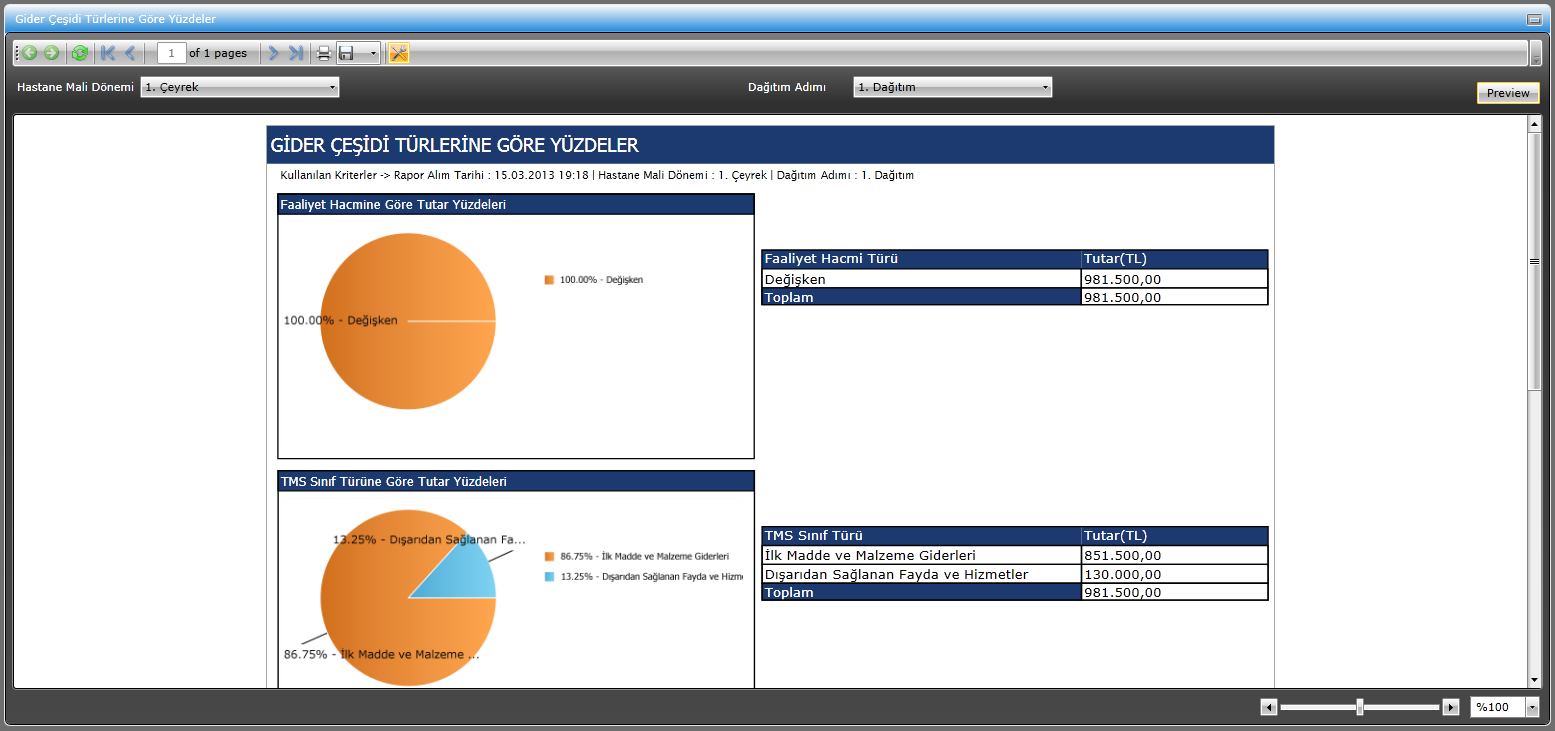 Gider Çeşidi Türlerine Göre Yüzdeler
1 of 1 pages
Hastane Mali Dönemi 1. Çeyrek Dağıtım Adımı 1. Dağıtım
Preview
GİDER ÇEŞİDİ TÜRLERİNE GÖRE YÜZDELER
Kullanılan Kriterler -> Rapor Alım Tarihi : 15.03.2013 19:18 | Hastane Mali Dönemi : 1. Çeyrek | Dağıtım Adımı : 1. Dağıtım
Faaliyet Hacmine Göre Tutar Yüzdeleri
100.00% - Değişken
100.00% - Değişken
Faaliyet Hacmi Türü Tutar(TL)
Değişken 981.500,00
Toplam 981.500,00
TMS Sınıf Türüne Göre Tutar Yüzdeleri
13.25% - Dışarıdan Sağlanan Fa...
86.75% - İlk Madde ve Malzeme Giderleri
13.25% - Dışarıdan Sağlanan Fayda ve Hizm
86.75% - İlk Madde ve Malzeme ...
TMS Sınıf Türü Tutar(TL)
İlk Madde ve Malzeme Giderleri 851.500,00
Dışarıdan Sağlanan Fayda ve Hizmetler 130.000,00
Toplam 981.500,00
%100